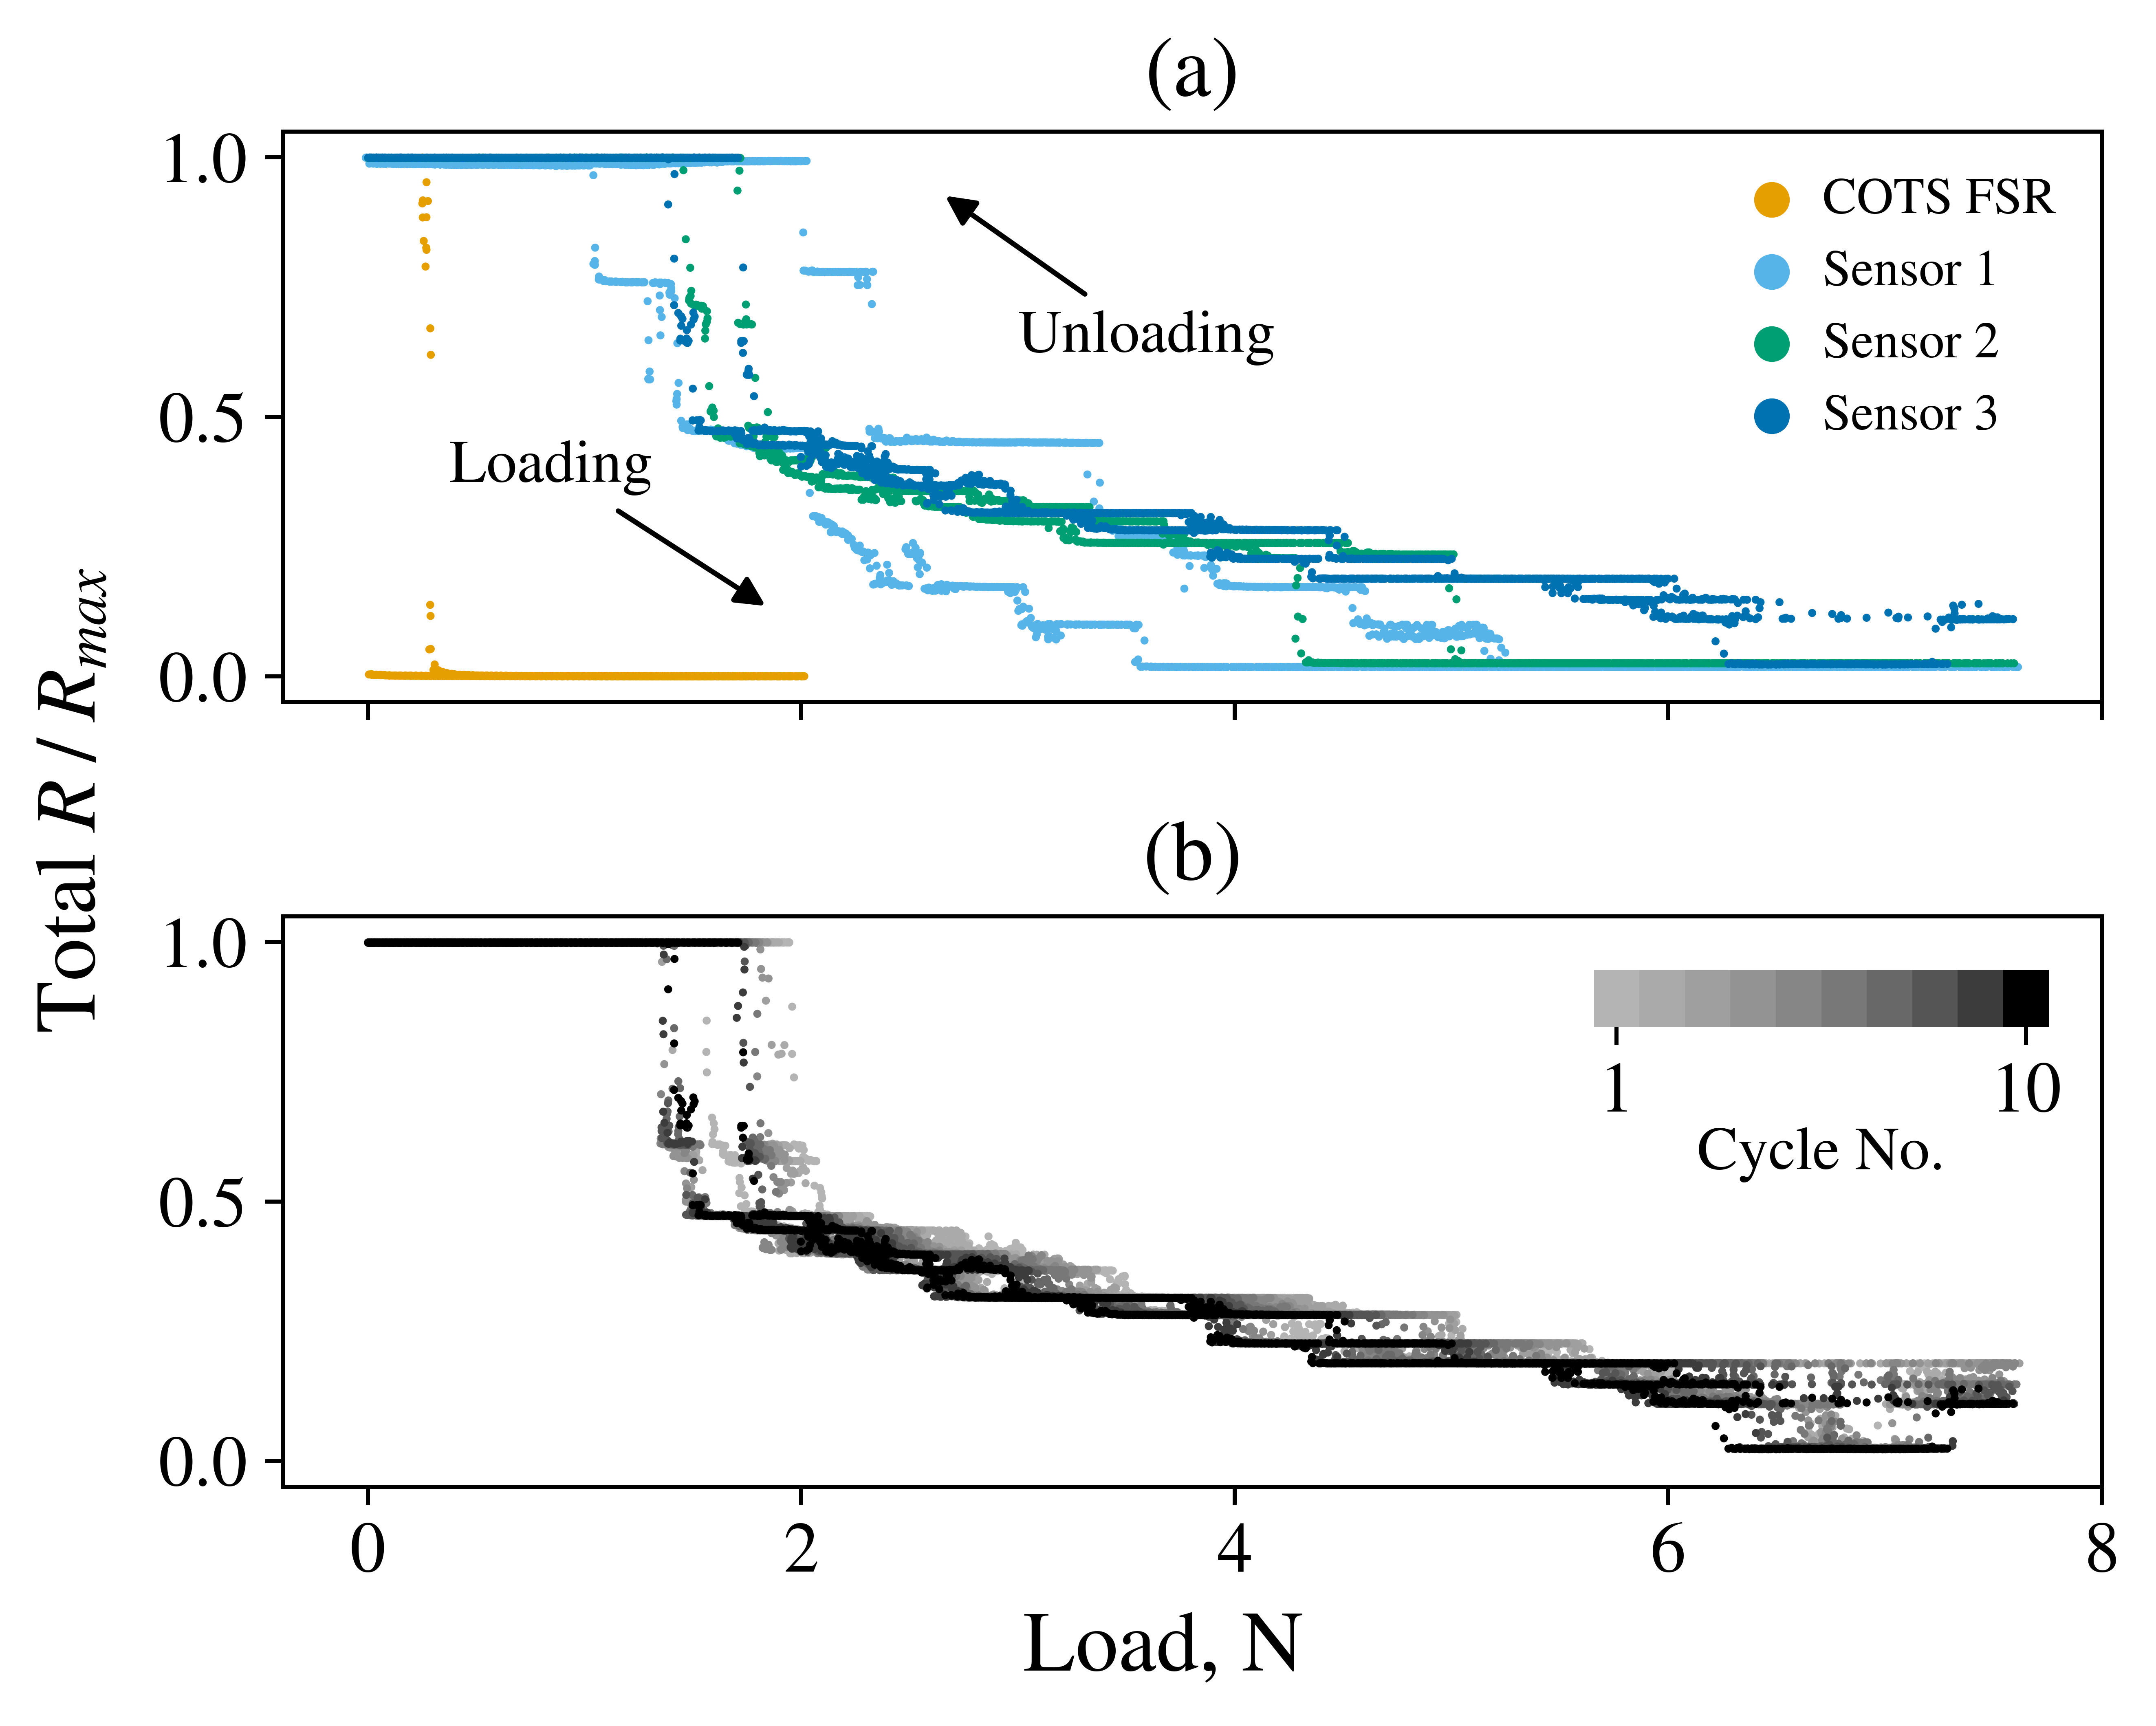 (a)
1.0
0.5
0.0
COTS FSR
Sensor 1
Sensor 2
Sensor 3
Unloading
Loading
Total R / Rmax
(b)
1.0
0.5
0.0
1 10
Cycle No.
0 2 4 6 8
Load, N